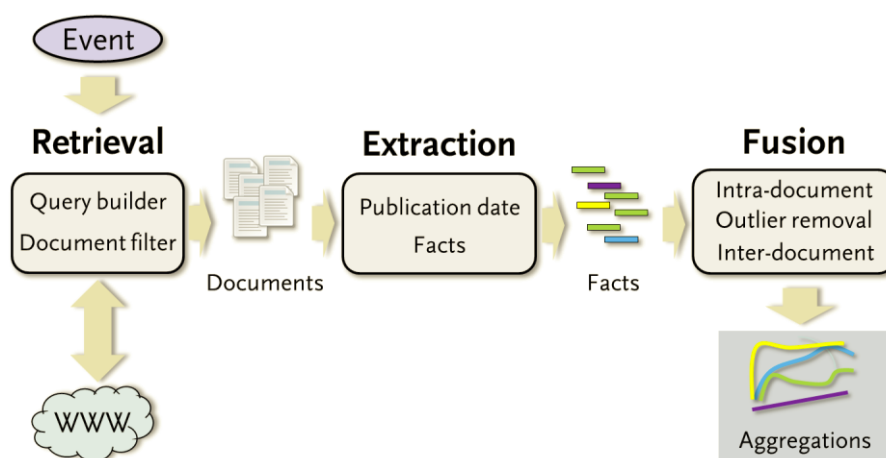 Event
Retrieval
Query builder
Document filter
WWW
Documents
Extraction
Publication date
Facts
Facts
Fusion
Intra-document
Outlier removal
Inter-document
Aggregations